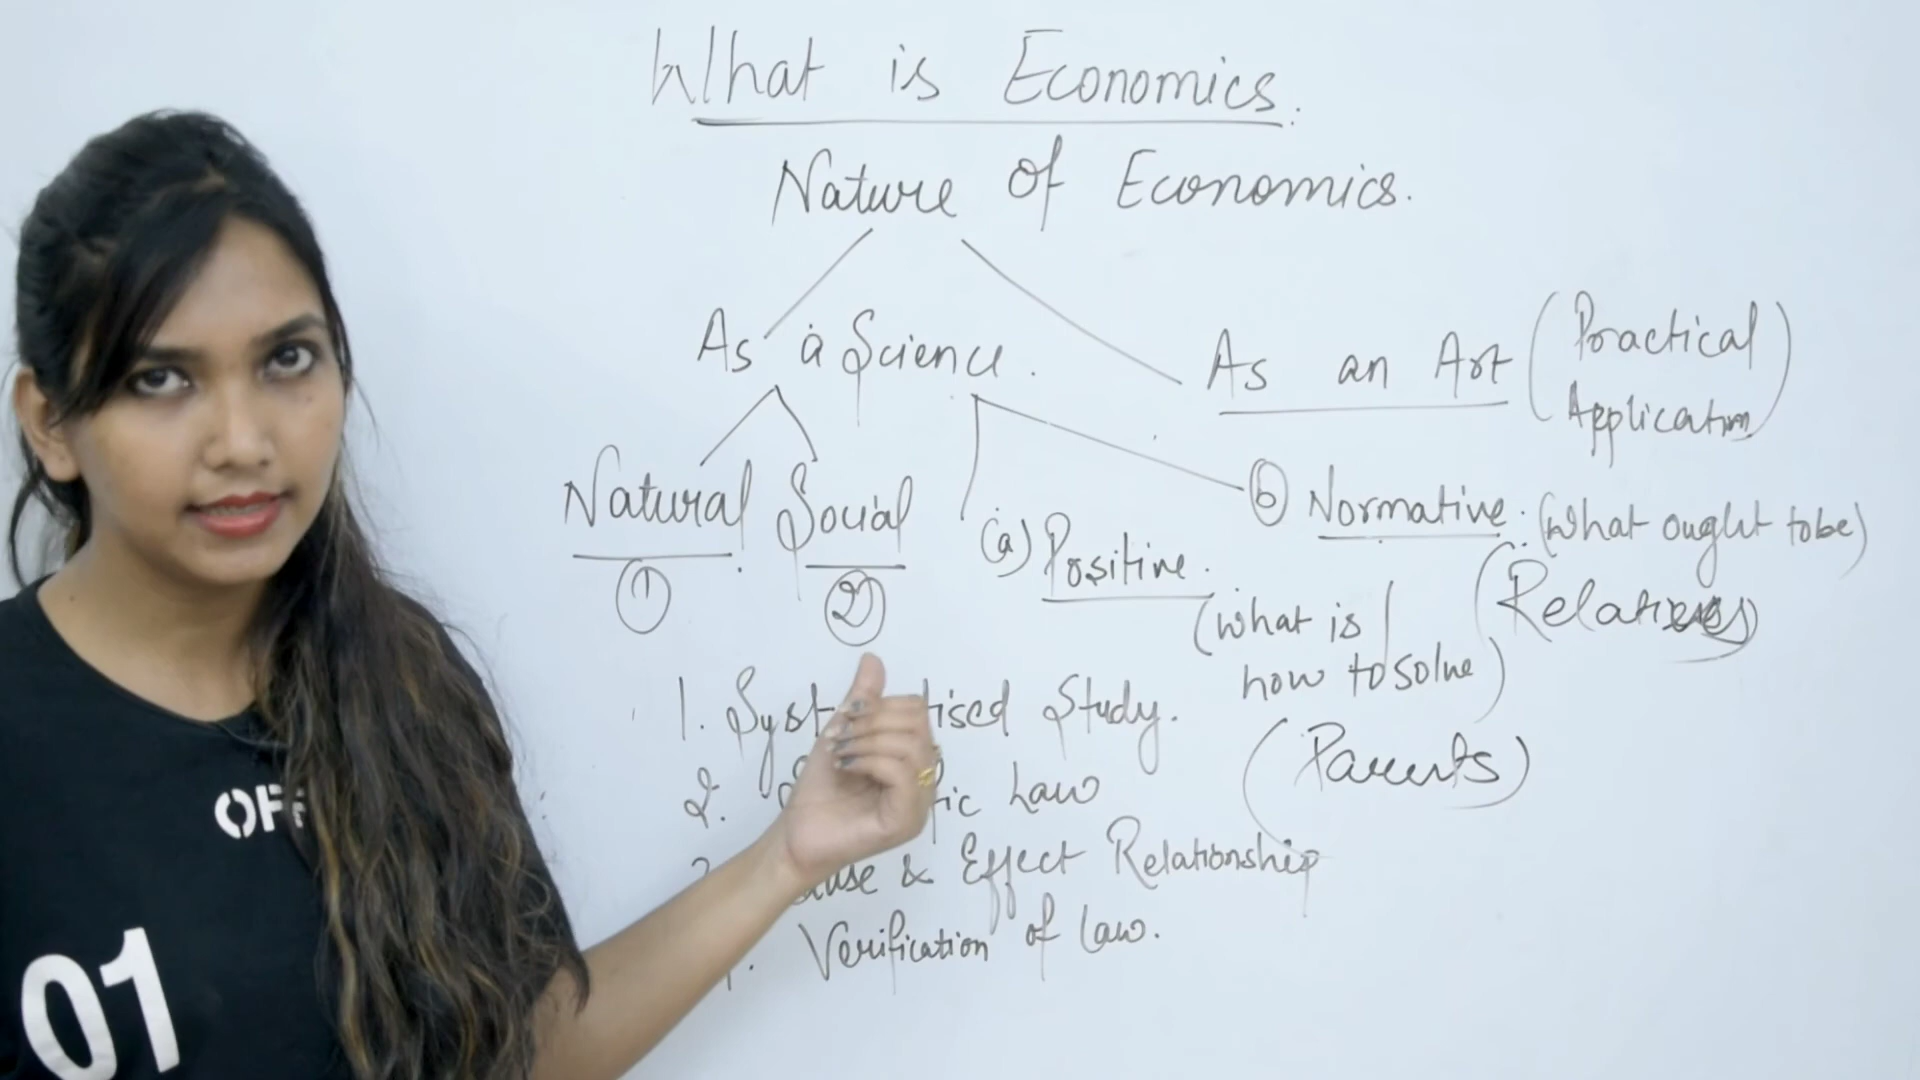 What is Economics.
Nature of Economics.
As a Science.
As an Art (Practical
Application)
Natural Social
① ②
(a) Positive.
(what is /
how to solve)
(Parents)
ⓑ Normative. (what ought to be)
(Relatives)
1. Study.
2. Law
& Effect Relationship
Verification of law.
OFF
01